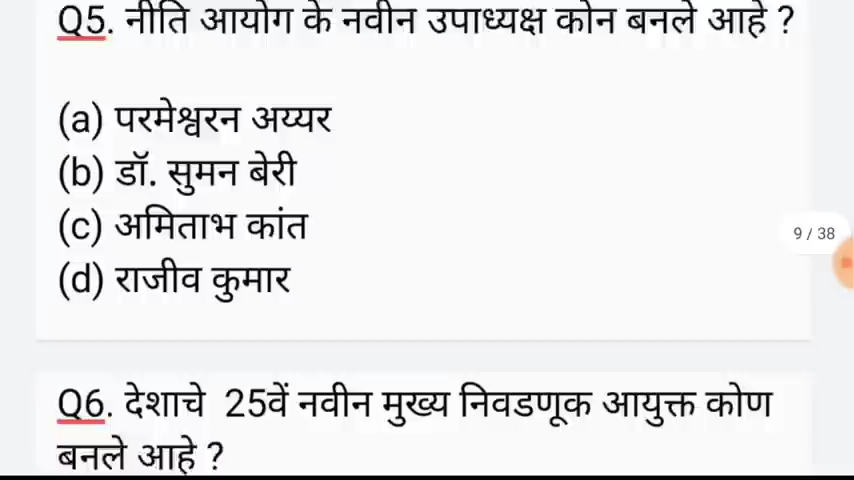 Q5. नीति आयोग के नवीन उपाध्यक्ष कोन बनले आहे ?
(a) परमेश्वरन अय्यर
(b) डॉ. सुमन बेरी
(c) अमिताभ कांत
(d) राजीव कुमार
9 / 38
Q6. देशाचे 25वें नवीन मुख्य निवडणूक आयुक्त कोण
बनले आहे ?